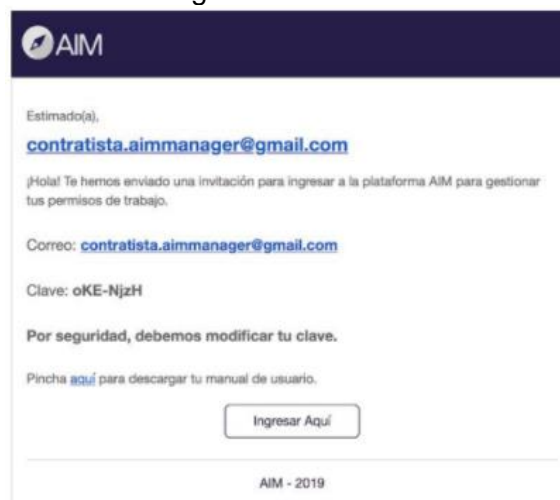 AIM
Estimado(a),
contratista.aimmanager@gmail.com
¡Hola! Te hemos enviado una invitación para ingresar a la plataforma AIM para gestionar
tus permisos de trabajo.
Correo: contratista.aimmanager@gmail.com
Clave: oKE-NjzH
Por seguridad, debemos modificar tu clave.
Pincha aquí para descargar tu manual de usuario.
Ingresar Aquí
AIM - 2019